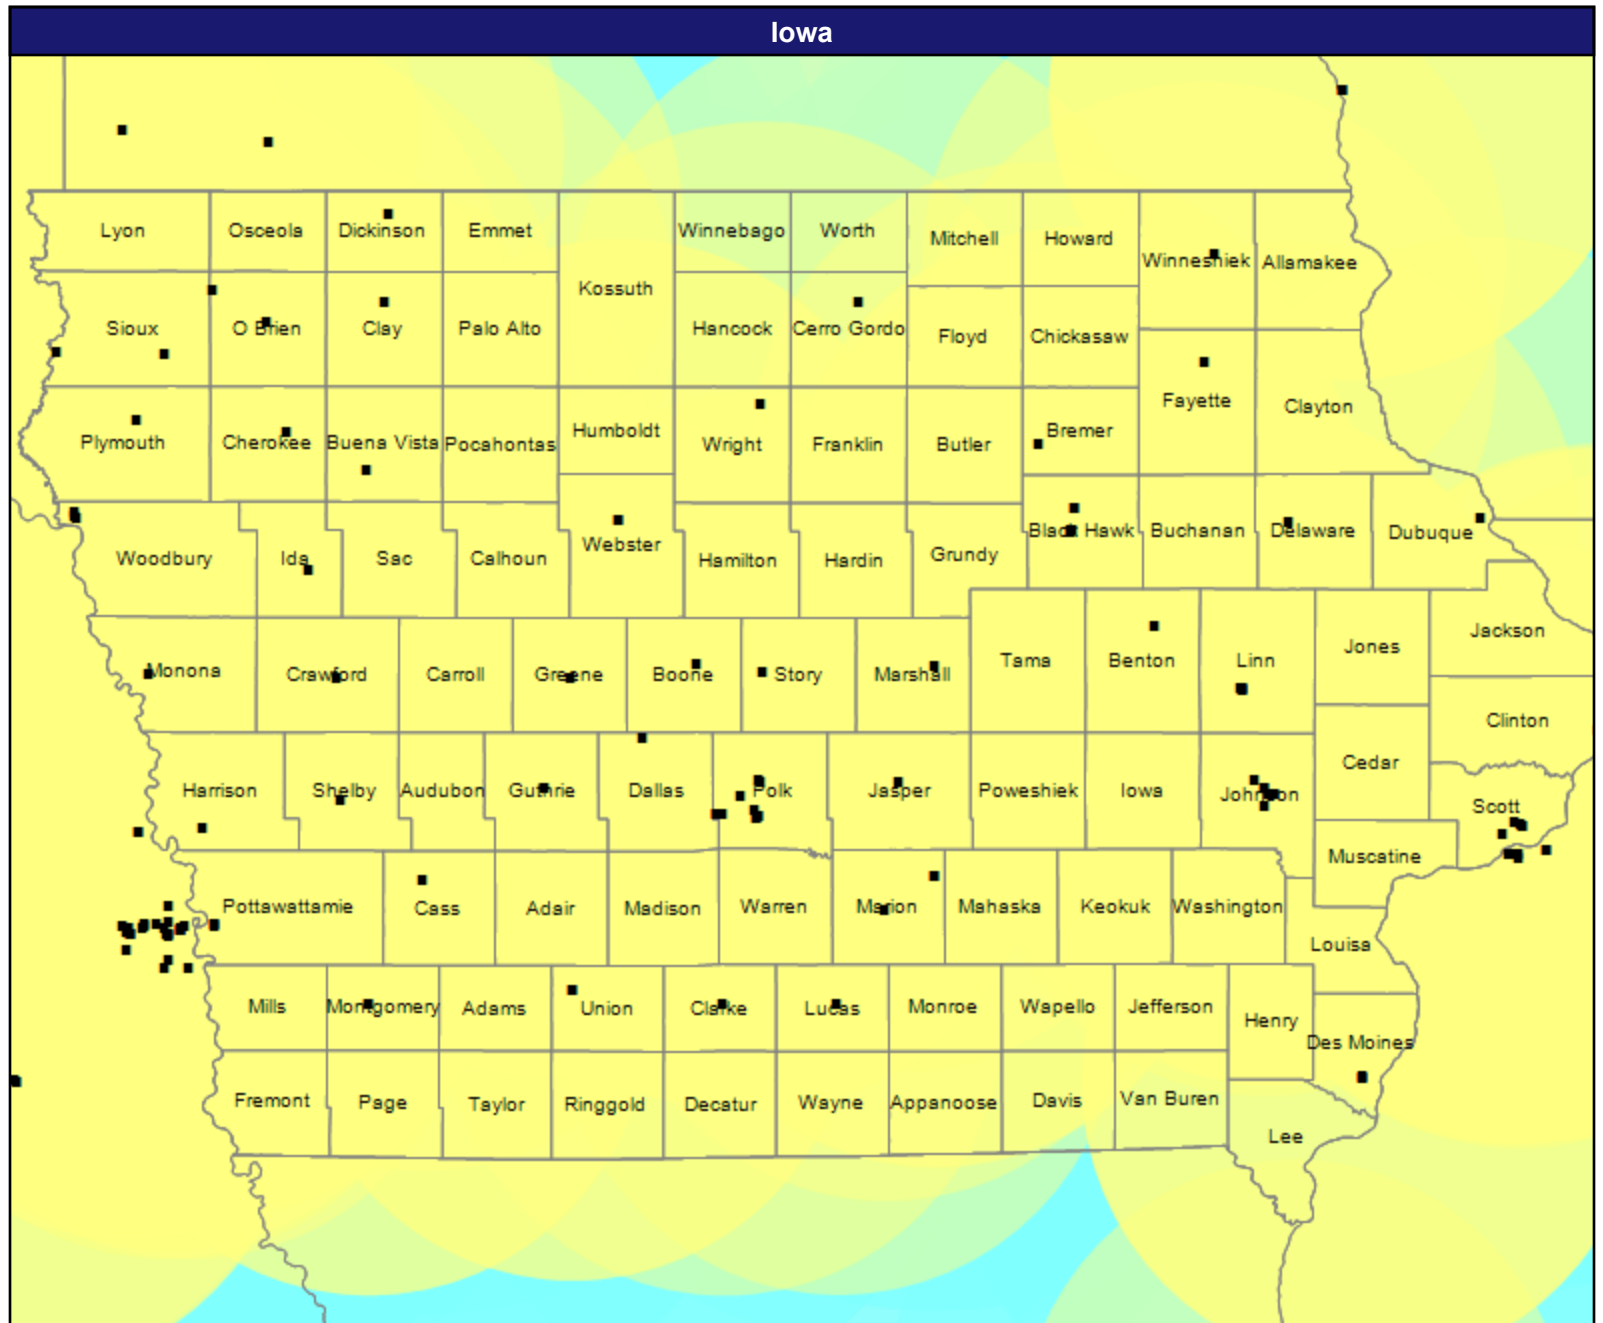 Iowa
Lyon
Osceola
Dickinson
Emmet
Winnebago
Worth
Mitchell
Howard
Winneshiek
Allamakee
Kossuth
Sioux
O Brien
Clay
Palo Alto
Hancock
Cerro Gordo
Floyd
Chickasaw
Fayette
Clayton
Plymouth
Cherokee
Buena Vista
Pocahontas
Humboldt
Wright
Franklin
Butler
Bremer
Woodbury
Ida
Sac
Calhoun
Webster
Hamilton
Hardin
Grundy
Black Hawk
Buchanan
Delaware
Dubuque
Monona
Crawford
Carroll
Greene
Boone
Story
Marshall
Tama
Benton
Linn
Jones
Jackson
Clinton
Harrison
Shelby
Audubon
Guthrie
Dallas
Polk
Jasper
Poweshiek
Iowa
Johnson
Cedar
Scott
Muscatine
Pottawattamie
Cass
Adair
Madison
Warren
Marion
Mahaska
Keokuk
Washington
Louisa
Mills
Montgomery
Adams
Union
Clarke
Lucas
Monroe
Wapello
Jefferson
Henry
Des Moines
Fremont
Page
Taylor
Ringgold
Decatur
Wayne
Appanoose
Davis
Van Buren
Lee